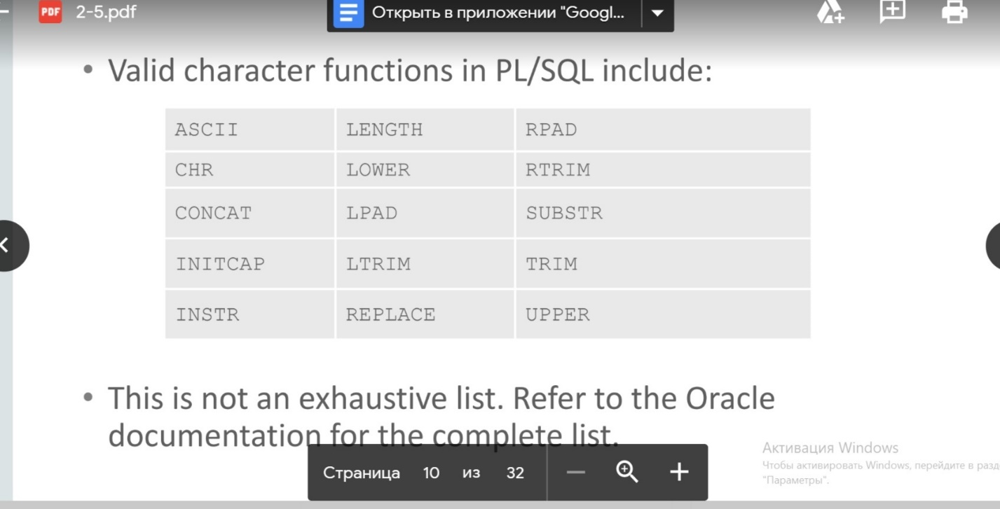 PDF 2-5.pdf
Открыть в приложении "Googl...
• Valid character functions in PL/SQL include:
ASCII LENGTH RPAD
CHR LOWER RTRIM
CONCAT LPAD SUBSTR
INITCAP LTRIM TRIM
INSTR REPLACE UPPER
• This is not an exhaustive list. Refer to the Oracle
documentation for the complete list.
Страница 10 из 32
Активация Windows
Чтобы активировать Windows, перейдите в разд
"Параметры".